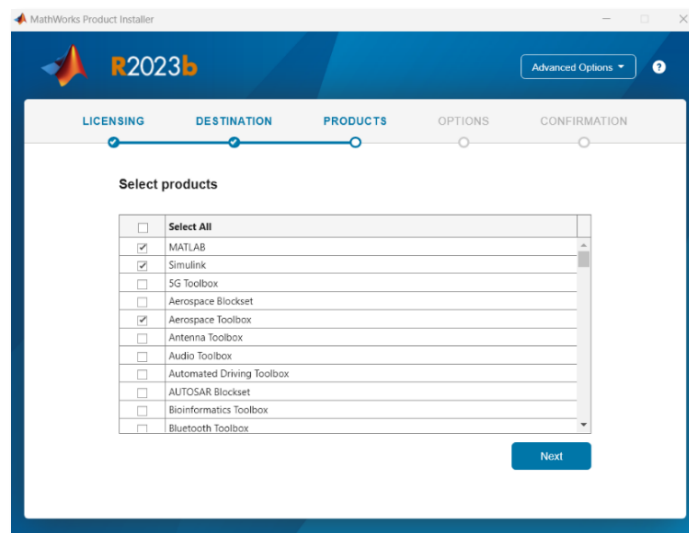 MathWorks Product Installer
R2023b
Advanced Options
?
LICENSING DESTINATION PRODUCTS OPTIONS CONFIRMATION
Select products
Select All
MATLAB
Simulink
5G Toolbox
Aerospace Blockset
Aerospace Toolbox
Antenna Toolbox
Audio Toolbox
Automated Driving Toolbox
AUTOSAR Blockset
Bioinformatics Toolbox
Bluetooth Toolbox
Next